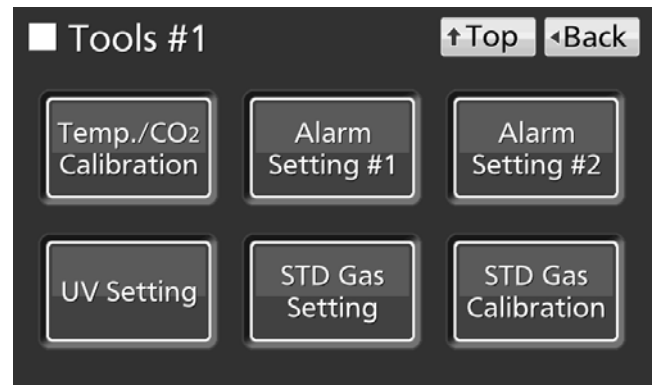 Tools #1
↑Top
◂Back
Temp./CO2
Calibration
Alarm
Setting #1
Alarm
Setting #2
UV Setting
STD Gas
Setting
STD Gas
Calibration